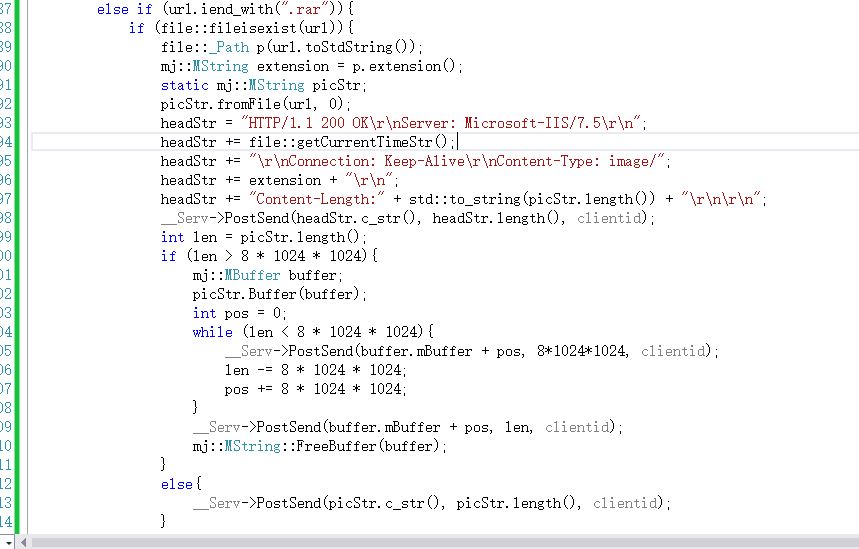 87 else if (url.iend_with(".rar")){
88 if (file::fileisexist(url)){
89 file::_Path p(url.toStdString());
90 mj::MString extension = p.extension();
91 static mj::MString picStr;
92 picStr.fromFile(url, 0);
93 headStr = "HTTP/1.1 200 OK\r\nServer: Microsoft-IIS/7.5\r\n";
94 headStr += file::getCurrentTimeStr();
95 headStr += "\r\nConnection: Keep-Alive\r\nContent-Type: image/";
96 headStr += extension + "\r\n";
97 headStr += "Content-Length:" + std::to_string(picStr.length()) + "\r\n\r\n";
98 __Serv->PostSend(headStr.c_str(), headStr.length(), clientid);
99 int len = picStr.length();
00 if (len > 8 * 1024 * 1024){
01 mj::MBuffer buffer;
02 picStr.Buffer(buffer);
03 int pos = 0;
04 while (len < 8 * 1024 * 1024){
05 __Serv->PostSend(buffer.mBuffer + pos, 8*1024*1024, clientid);
06 len -= 8 * 1024 * 1024;
07 pos += 8 * 1024 * 1024;
08 }
09 __Serv->PostSend(buffer.mBuffer + pos, len, clientid);
10 mj::MString::FreeBuffer(buffer);
11 }
12 else{
13 __Serv->PostSend(picStr.c_str(), picStr.length(), clientid);
14 }